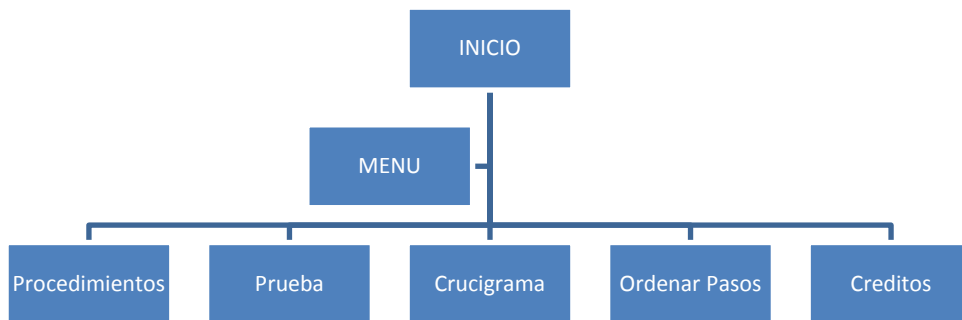 INICIO
MENU
Procedimientos
Prueba
Crucigrama
Ordenar Pasos
Creditos